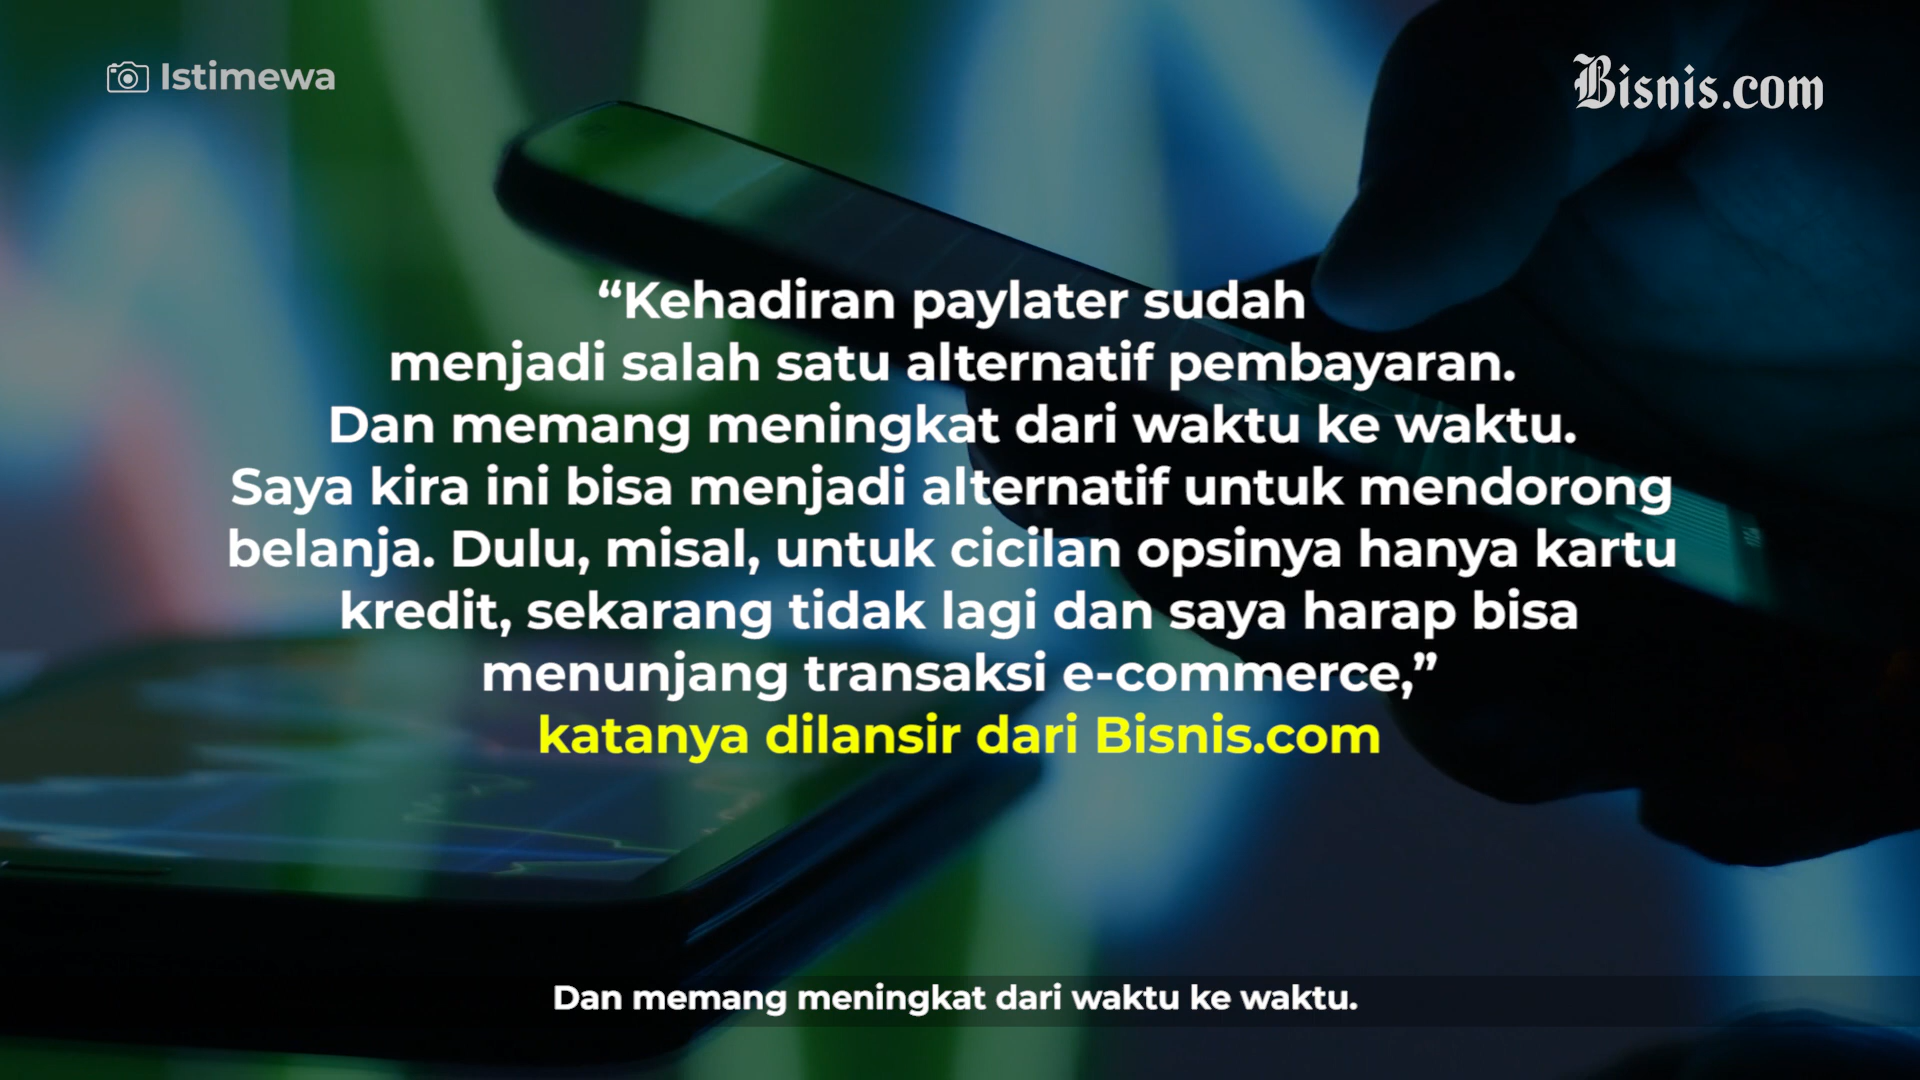 Istimewa
Bisnis.com
“Kehadiran paylater sudah
menjadi salah satu alternatif pembayaran.
Dan memang meningkat dari waktu ke waktu.
Saya kira ini bisa menjadi alternatif untuk mendorong
belanja. Dulu, misal, untuk cicilan opsinya hanya kartu
kredit, sekarang tidak lagi dan saya harap bisa
menunjang transaksi e-commerce,”
katanya dilansir dari Bisnis.com
Dan memang meningkat dari waktu ke waktu.